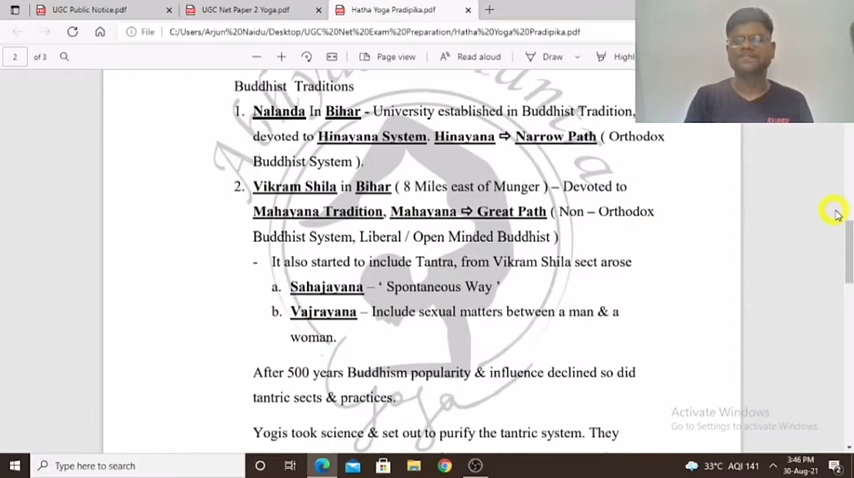 UGC Public Notice.pdf
UGC Net Paper 2 Yoga.pdf
Hatha Yoga Pradipika.pdf
File C:/Users/Arjun%20Naidu/Desktop/UGC%20Net%20Exam%20Preparation/Hatha%20Yoga%20Pradipika.pdf
2 of 3 Page view Read aloud Draw
Buddhist Traditions
1. Nalanda In Bihar - University established in Buddhist Tradition,
devoted to Hinayana System. Hinayana ⇨ Narrow Path ( Orthodox
Buddhist System ).
2. Vikram Shila in Bihar ( 8 Miles east of Munger ) – Devoted to
Mahayana Tradition, Mahayana ⇨ Great Path ( Non – Orthodox
Buddhist System, Liberal / Open Minded Buddhist )
- It also started to include Tantra, from Vikram Shila sect arose
a. Sahajayana – ‘ Spontaneous Way ’
b. Vajrayana – Include sexual matters between a man & a
woman.
After 500 years Buddhism popularity & influence declined so did
tantric sects & practices.
Yogis took science & set out to purify the tantric system. They
Yoga
Activate Windows
Go to Settings to activate Windows.
Type here to search
33°C AQI 141
3:46 PM
30-Aug-21
2